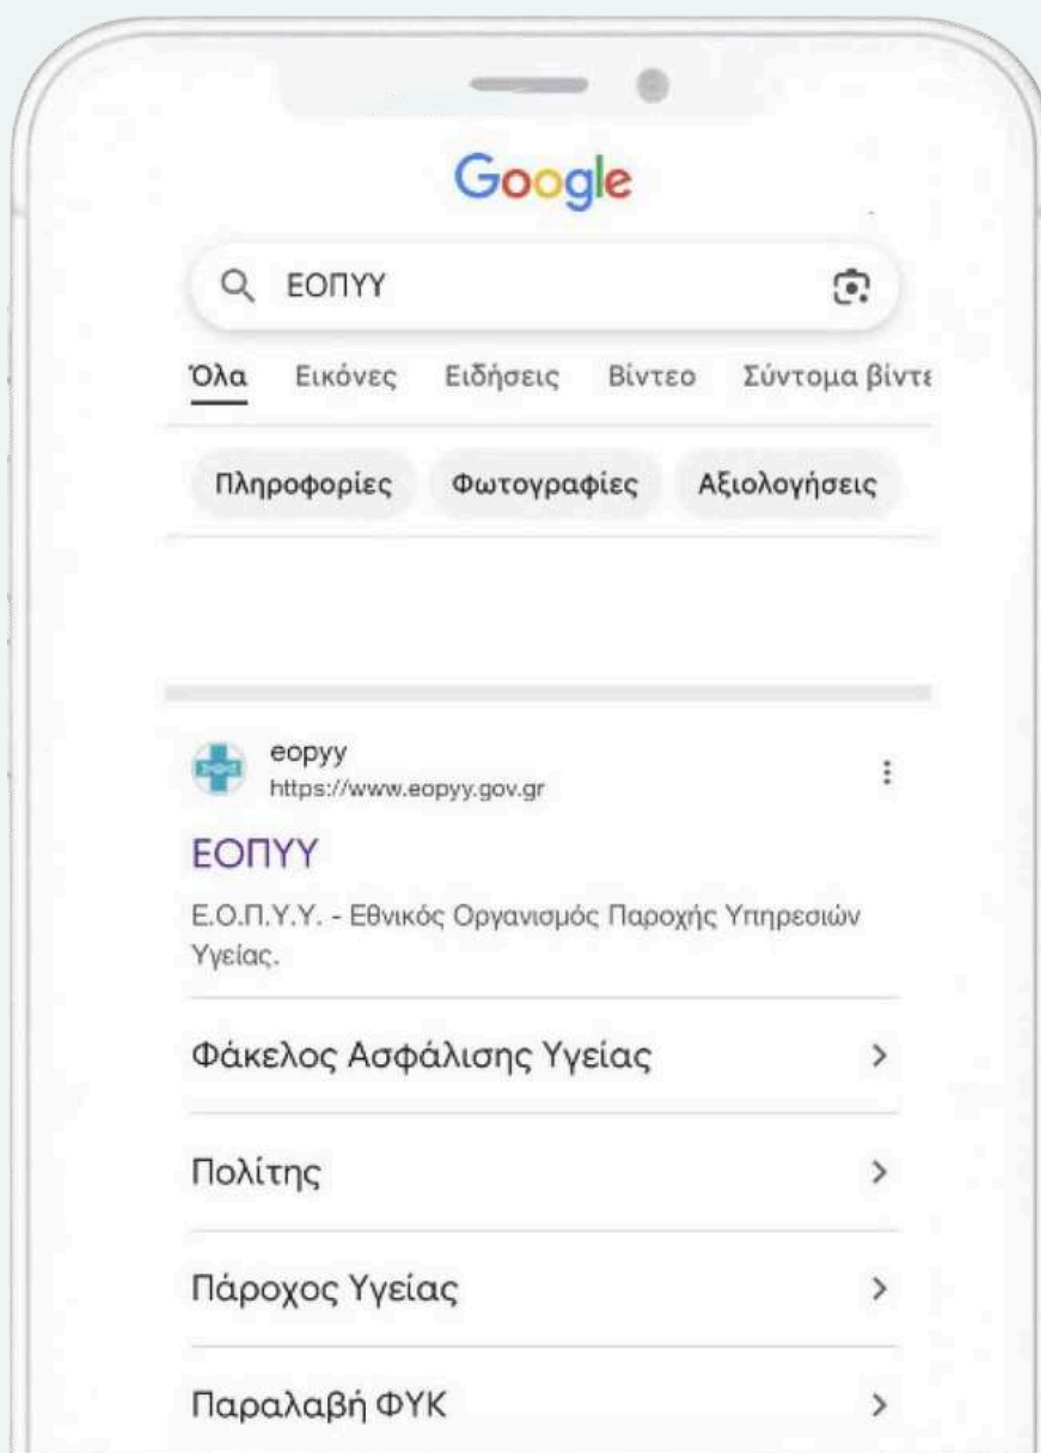 Google
ΕΟΠΥΥ
Όλα Εικόνες Ειδήσεις Βίντεο Σύντομα βίντε
Πληροφορίες Φωτογραφίες Αξιολογήσεις
eopyy
https://www.eopyy.gov.gr
ΕΟΠΥΥ
Ε.Ο.Π.Υ.Υ. - Εθνικός Οργανισμός Παροχής Υπηρεσιών
Υγείας.
Φάκελος Ασφάλισης Υγείας
Πολίτης
Πάροχος Υγείας
Παραλαβή ΦΥΚ